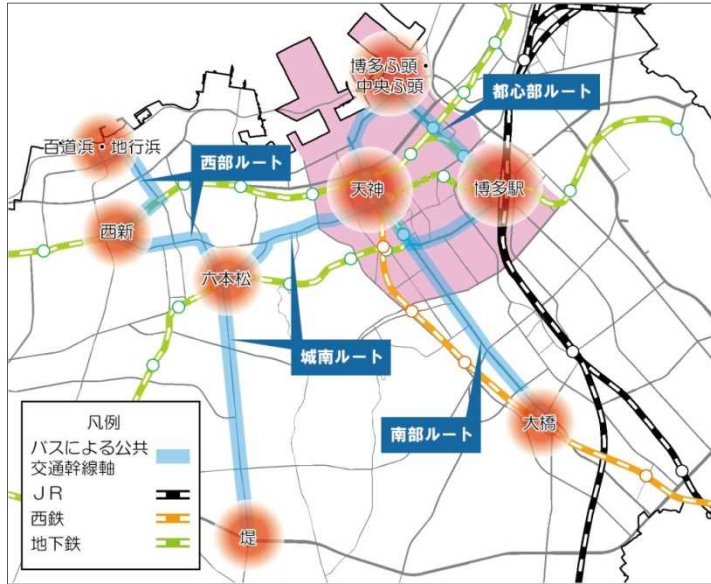 博多ふ頭・
中央ふ頭
都心部ルート
百道浜・地行浜
西部ルート
天神
博多駅
西新
六本松
城南ルート
南部ルート
大橋
堤
凡例
バスによる公共
交通幹線軸
JR
西鉄
地下鉄